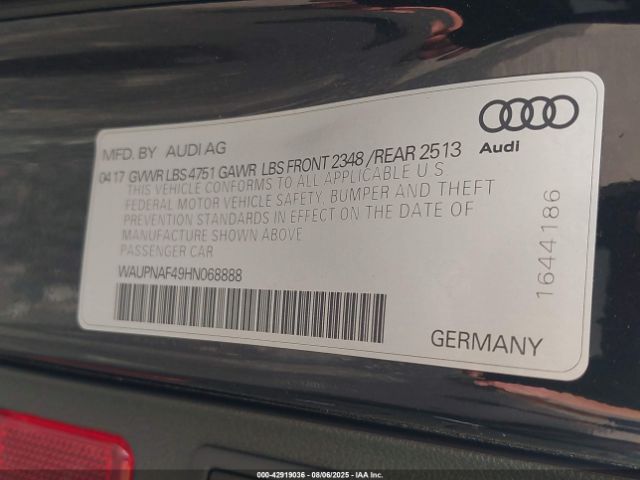 MFD. BY AUDI AG
04 17 GVWR LBS 4751 GAWR LBS FRONT 2348 /REAR 2513
THIS VEHICLE CONFORMS TO ALL APPLICABLE U.S.
FEDERAL MOTOR VEHICLE SAFETY, BUMPER AND THEFT
PREVENTION STANDARDS IN EFFECT ON THE DATE OF
MANUFACTURE SHOWN ABOVE
PASSENGER CAR
WAUPNAF49HN068888
Audi
1644186
GERMANY
000-42919036 - 08/06/2025 - IAA Inc.